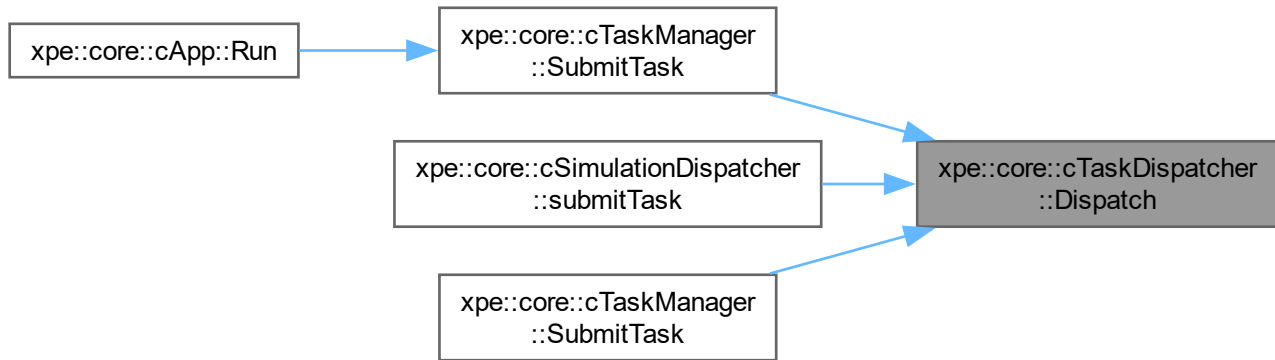 xpe::core::cApp::Run
xpe::core::cTaskManager
::SubmitTask
xpe::core::cSimulationDispatcher
::submitTask
xpe::core::cTaskManager
::SubmitTask
xpe::core::cTaskDispatcher
::Dispatch